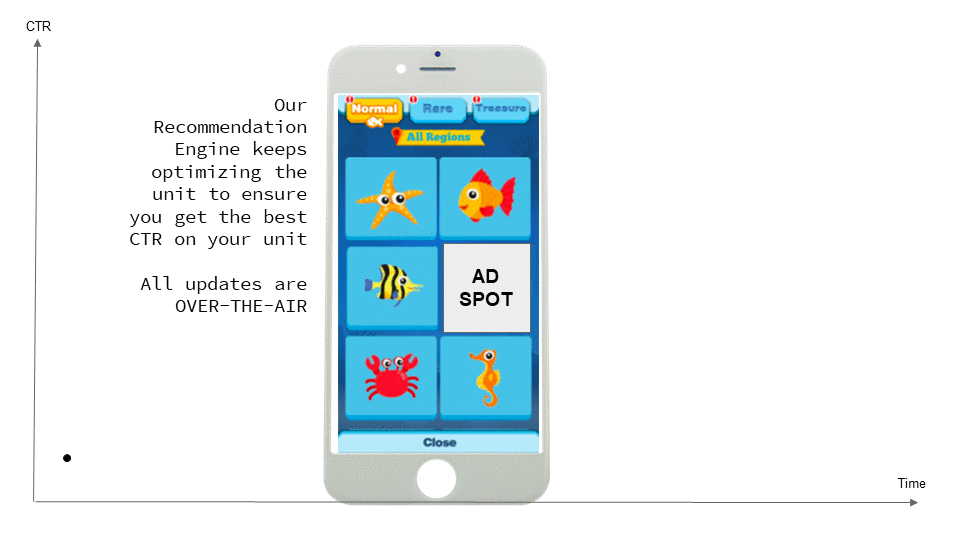 CTR
Our
Recommendation
Engine keeps
optimizing the
unit to ensure
you get the best
CTR on your unit
All updates are
OVER-THE-AIR
Normal
Rare
Treasure
All Regions
AD
SPOT
Close
Time